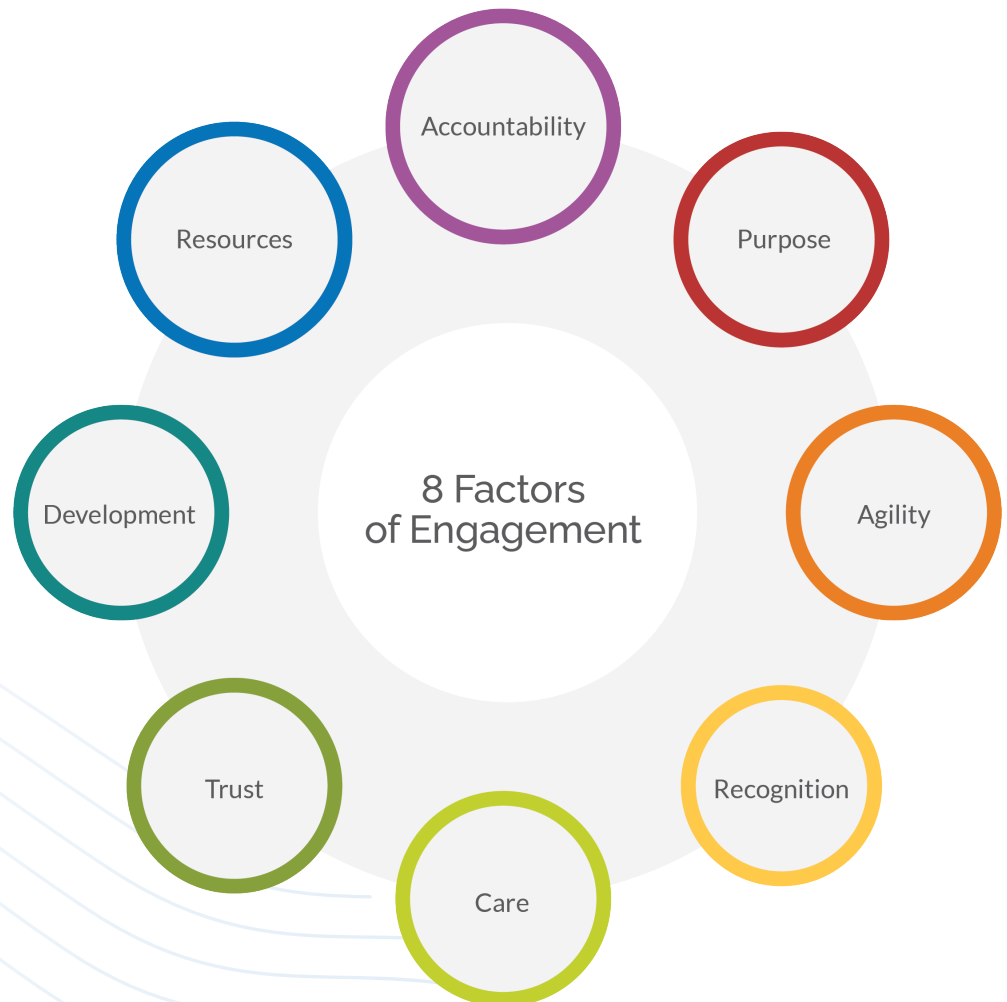 Accountability
Purpose
Agility
Recognition
Care
Trust
Development
Resources
8 Factors
of Engagement